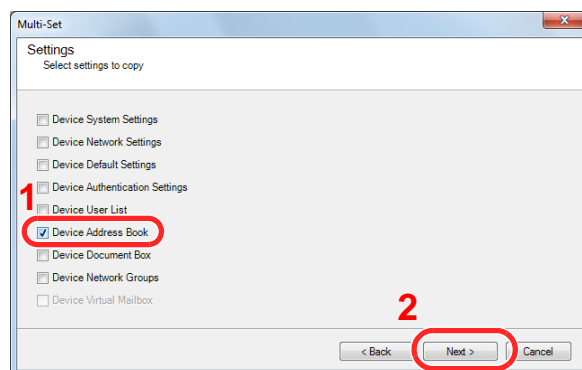 Multi-Set
Settings
Select settings to copy
Device System Settings
Device Network Settings
Device Default Settings
Device Authentication Settings
1
Device User List
Device Address Book
Device Document Box
Device Network Groups
Device Virtual Mailbox
2
< Back Next > Cancel